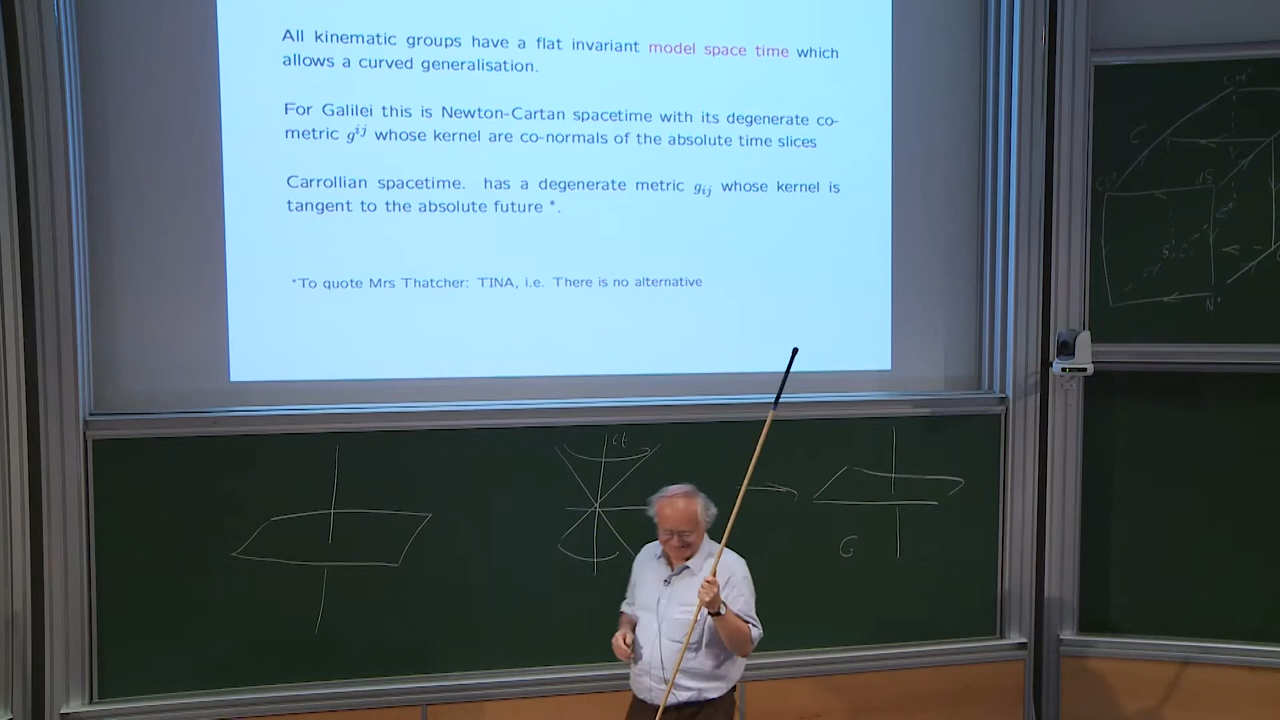 All kinematic groups have a flat invariant model space time which
allows a curved generalisation.
For Galilei this is Newton-Cartan spacetime with its degenerate co-
metric g^{ij} whose kernel are co-normals of the absolute time slices
Carrollian spacetime. has a degenerate metric g_{ij} whose kernel is
tangent to the absolute future *.
*To quote Mrs Thatcher: TINA, i.e. There is no alternative
ct
G
C
dS
N+